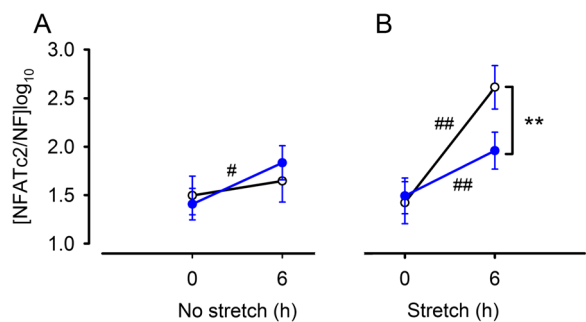 A
B
[NFATc2/NF]log10
3.0
2.5
2.0
1.5
1.0
#
##
##
**
0
6
0
6
No stretch (h)
Stretch (h)